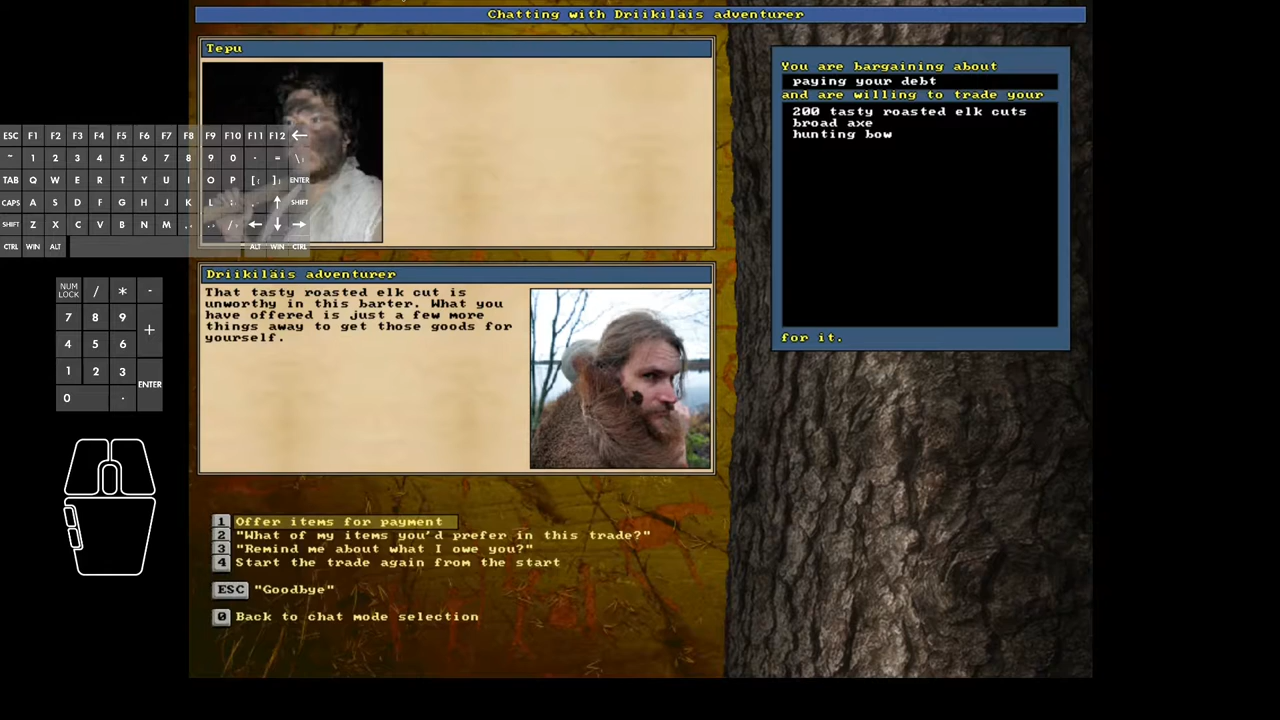 Chatting with Driikiläis adventurer
Tepu
You are bargaining about
paying your debt
and are willing to trade your
200 tasty roasted elk cuts
broad axe
hunting bow
for it.
ESC F1 F2 F3 F4 F5 F6 F7 F8 F9 F10 F11 F12 ←
~ 1 2 3 4 5 6 7 8 9 0 - = \
TAB Q W E R T Y U I O P [ ] ENTER
CAPS A S D F G H J K L ; ↑ SHIFT
SHIFT Z X C V B N M , . / ← ↓ →
CTRL WIN ALT ALT WIN CTRL
NUM LOCK / * -
7 8 9 +
4 5 6
1 2 3 ENTER
0 .
Driikiläis adventurer
That tasty roasted elk cut is
unworthy in this barter. What you
have offered is just a few more
things away to get those goods for
yourself.
1 Offer items for payment
2 "What of my items you'd prefer in this trade?"
3 "Remind me about what I owe you?"
4 Start the trade again from the start
ESC "Goodbye"
0 Back to chat mode selection